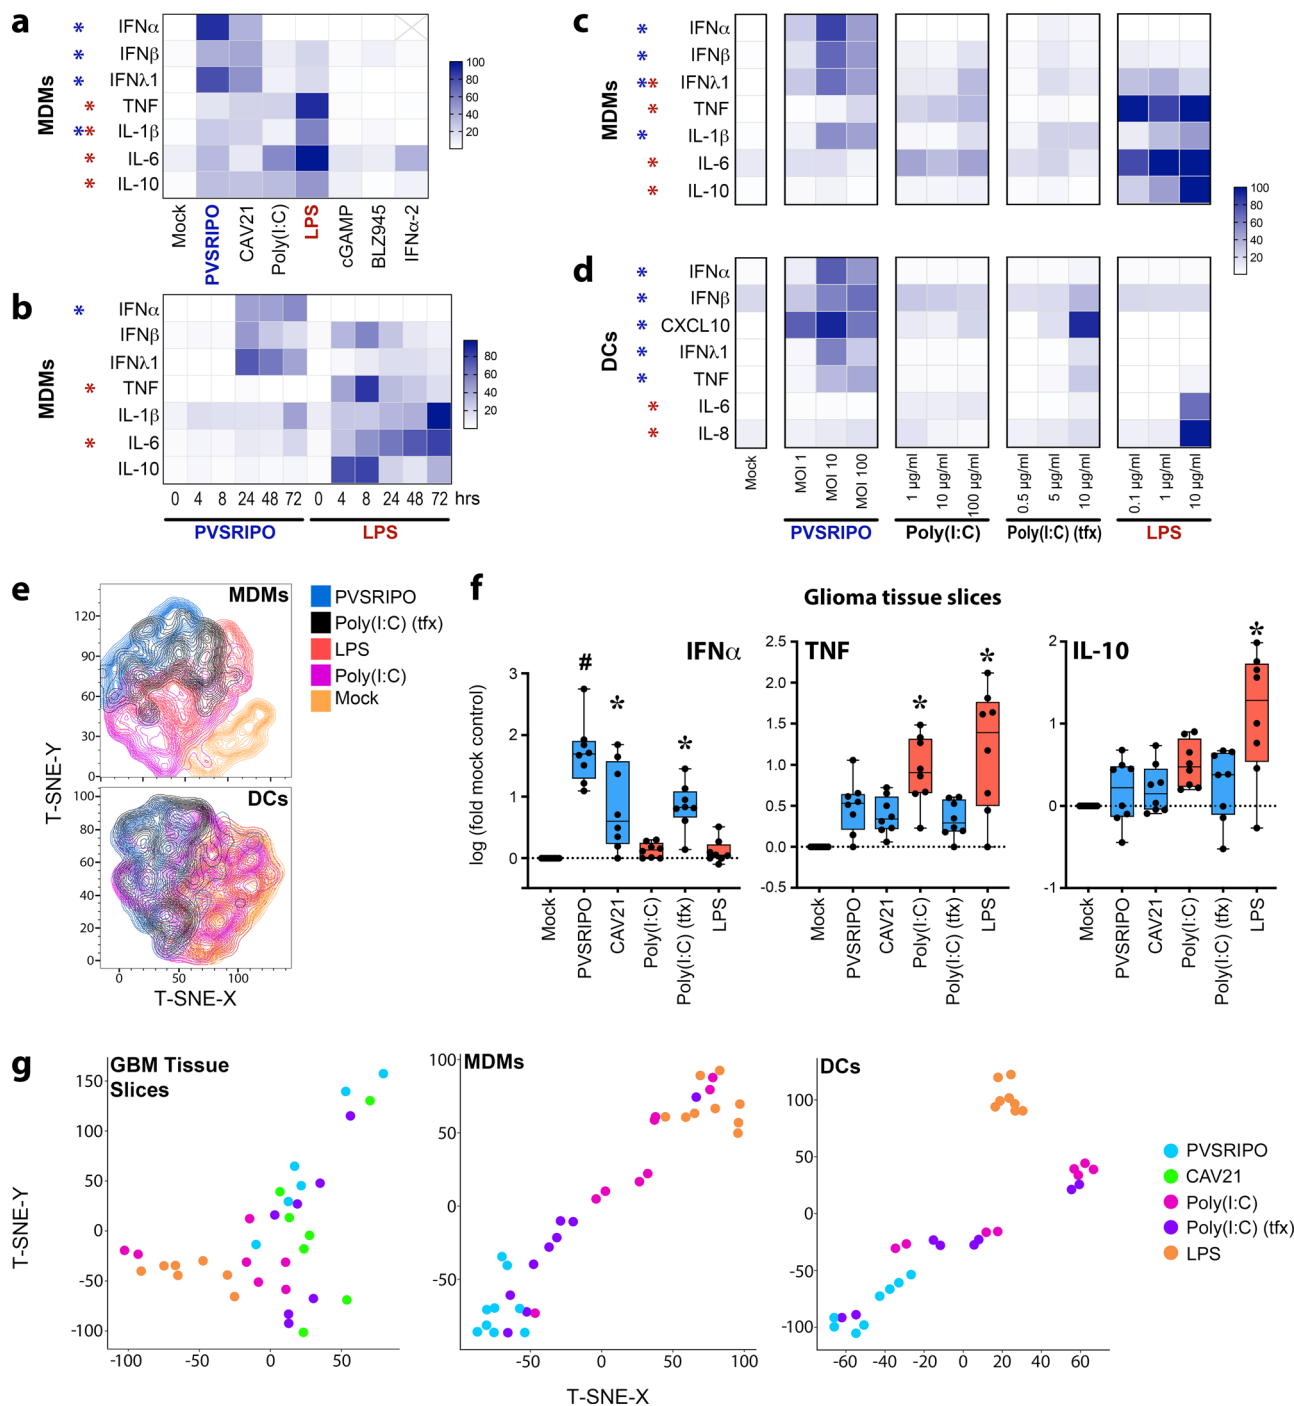 a
MDMs
* IFNα
* IFNβ
* IFNλ1
* TNF
** IL-1β
* IL-6
* IL-10
100
80
60
40
20
Mock
PVSRIPO
CAV21
Poly(I:C)
LPS
cGAMP
BLZ945
IFNα-2
b
MDMs
* IFNα
IFNβ
IFNλ1
* TNF
IL-1β
* IL-6
IL-10
80
60
40
20
0 4 8 24 48 72 0 4 8 24 48 72 hrs
PVSRIPO LPS
c
MDMs
* IFNα
* IFNβ
** IFNλ1
* TNF
* IL-1β
* IL-6
* IL-10
100
80
60
40
20
d
DCs
* IFNα
* IFNβ
* CXCL10
* IFNλ1
* TNF
* IL-6
* IL-8
Mock
MOI 1
MOI 10
MOI 100
1 µg/ml
10 µg/ml
100 µg/ml
0.5 µg/ml
5 µg/ml
10 µg/ml
0.1 µg/ml
1 µg/ml
10 µg/ml
PVSRIPO Poly(I:C) Poly(I:C) (tfx) LPS
e
MDMs
120
90
60
30
0
DCs
100
80
60
40
20
0
0 50 100
T-SNE-Y
T-SNE-X
PVSRIPO
Poly(I:C) (tfx)
LPS
Poly(I:C)
Mock
f
Glioma tissue slices
IFNα
log (fold mock control)
3
2
1
0
# * *
Mock
PVSRIPO
CAV21
Poly(I:C)
Poly(I:C) (tfx)
LPS
TNF
2.5
2.0
1.5
1.0
0.5
0.0
-0.5
* *
Mock
PVSRIPO
CAV21
Poly(I:C)
Poly(I:C) (tfx)
LPS
IL-10
2
1
0
-1
*
Mock
PVSRIPO
CAV21
Poly(I:C)
Poly(I:C) (tfx)
LPS
g
GBM Tissue
Slices
150
100
50
0
-50
-100
-100 -50 0 50
T-SNE-Y
MDMs
100
50
0
-50
-50 0 50 100
T-SNE-X
DCs
100
50
0
-50
-100
-60 -40 -20 0 20 40 60
PVSRIPO
CAV21
Poly(I:C)
Poly(I:C) (tfx)
LPS